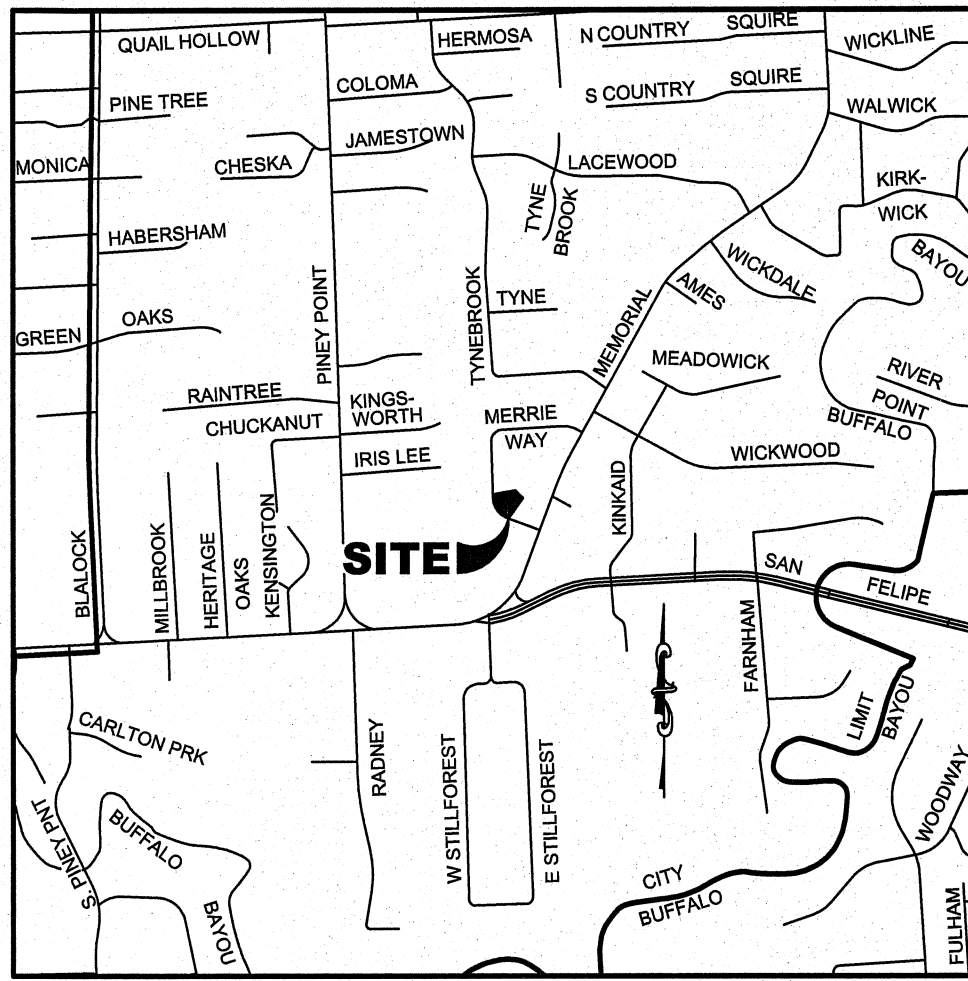 QUAIL HOLLOW
HERMOSA
N COUNTRY SQUIRE
WICKLINE
COLOMA
S COUNTRY SQUIRE
PINE TREE
WALWICK
JAMESTOWN
MONICA
CHESKA
LACEWOOD
KIRK-
WICK
TYNE
BROOK
HABERSHAM
BAYOU
WICKDALE
AMES
PINEY POINT
TYNEBROOK
TYNE
MEMORIAL
GREEN OAKS
MEADOWICK
RIVER
POINT
BUFFALO
RAINTREE
KINGS-
WORTH
CHUCKANUT
MERRIE
WAY
IRIS LEE
WICKWOOD
KINKAID
BLALOCK
MILLBROOK
HERITAGE
OAKS
KENSINGTON
SITE
SAN FELIPE
FARNHAM
LIMIT
BAYOU
CARLTON PRK
RADNEY
W STILLFOREST
E STILLFOREST
WOODWAY
S. PINEY PNT
BUFFALO
BAYOU
CITY
BUFFALO
FULHAM